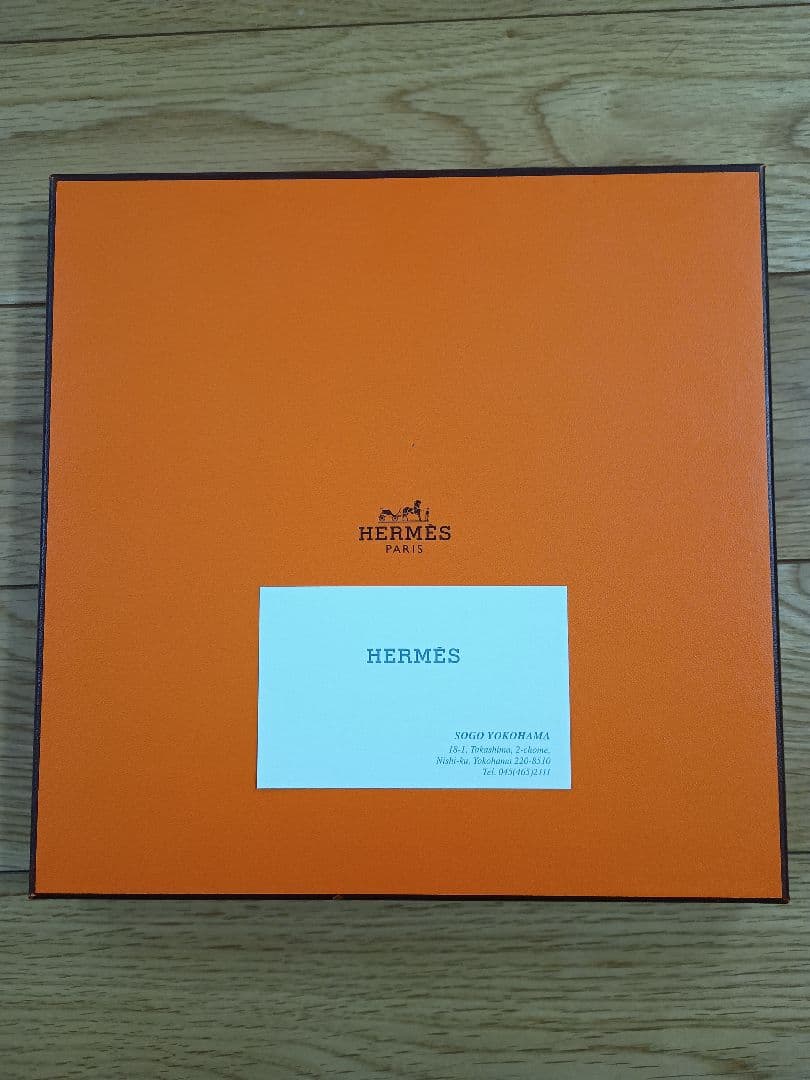 HERMÈS
PARIS
HERMÈS
SOGO YOKOHAMA
18-1, Takashima, 2-chome,
Nishi-ku, Yokohama 220-8510
Tel. 045(465)2111